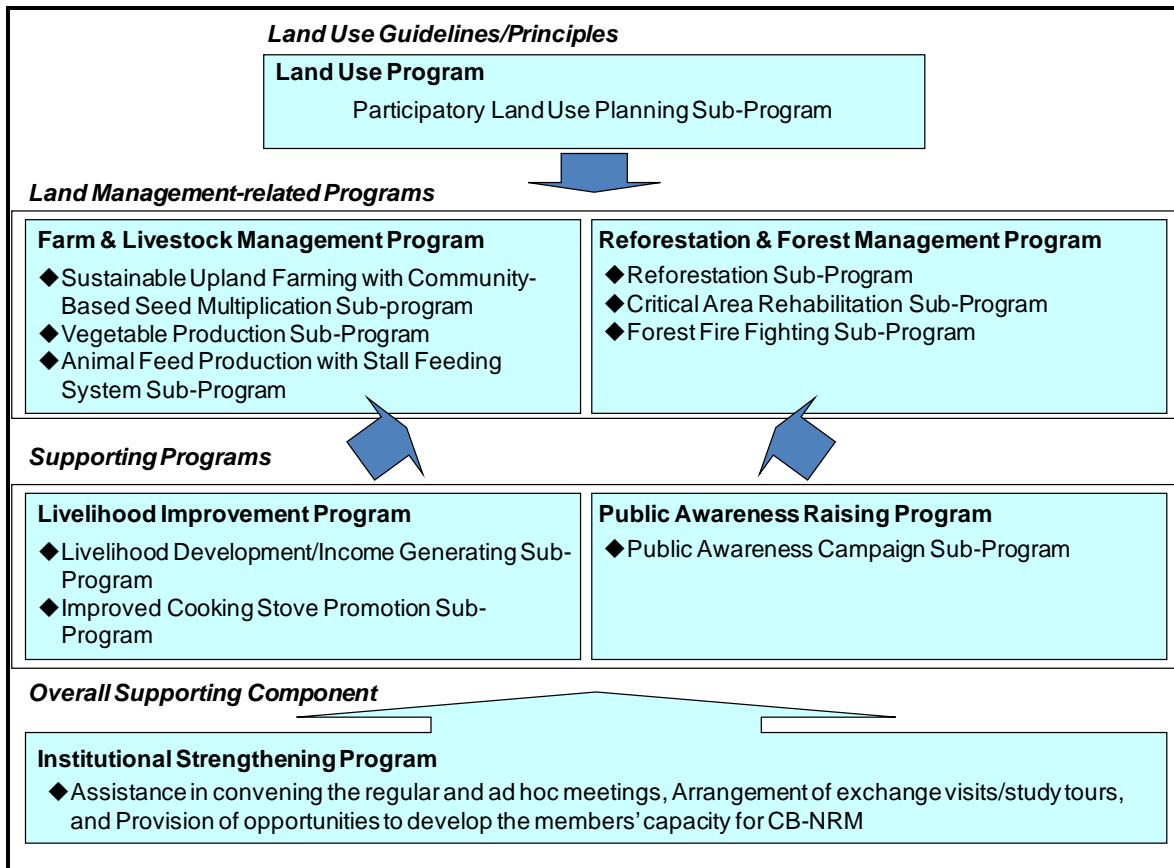 Land Use Guidelines/Principles
Land Use Program
Participatory Land Use Planning Sub-Program
Land Management-related Programs
Farm & Livestock Management Program
◆Sustainable Upland Farming with Community-
Based Seed Multiplication Sub-program
◆Vegetable Production Sub-Program
◆Animal Feed Production with Stall Feeding
System Sub-Program
Reforestation & Forest Management Program
◆Reforestation Sub-Program
◆Critical Area Rehabilitation Sub-Program
◆Forest Fire Fighting Sub-Program
Supporting Programs
Livelihood Improvement Program
◆Livelihood Development/Income Generating Sub-
Program
◆Improved Cooking Stove Promotion Sub-
Program
Public Awareness Raising Program
◆Public Awareness Campaign Sub-Program
Overall Supporting Component
Institutional Strengthening Program
◆Assistance in convening the regular and ad hoc meetings, Arrangement of exchange visits/study tours,
and Provision of opportunities to develop the members' capacity for CB-NRM